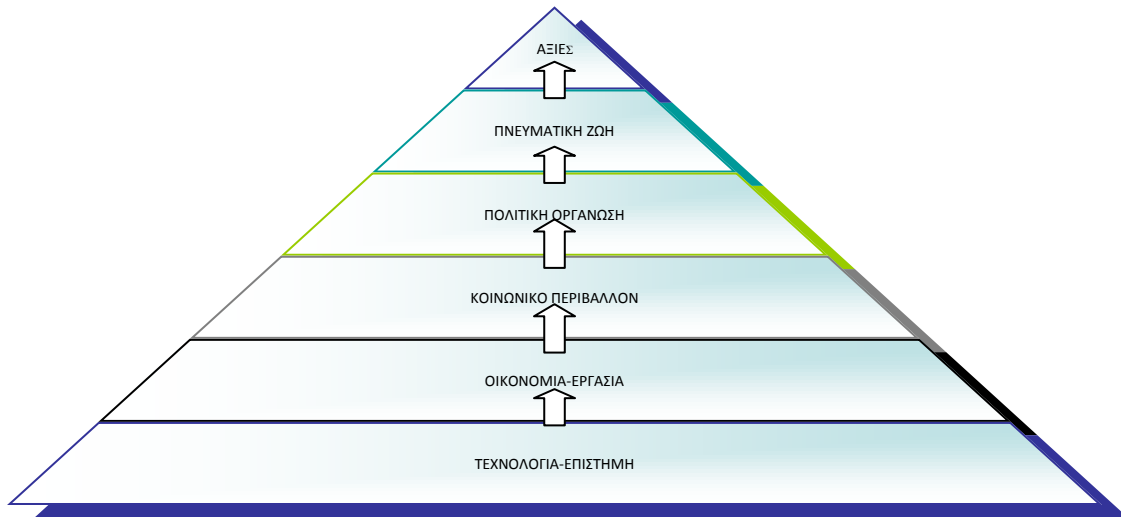 ΑΞΙΕΣ
ΠΝΕΥΜΑΤΙΚΗ ΖΩΗ
ΠΟΛΙΤΙΚΗ ΟΡΓΑΝΩΣΗ
ΚΟΙΝΩΝΙΚΟ ΠΕΡΙΒΑΛΛΟΝ
ΟΙΚΟΝΟΜΙΑ-ΕΡΓΑΣΙΑ
ΤΕΧΝΟΛΟΓΙΑ-ΕΠΙΣΤΗΜΗ